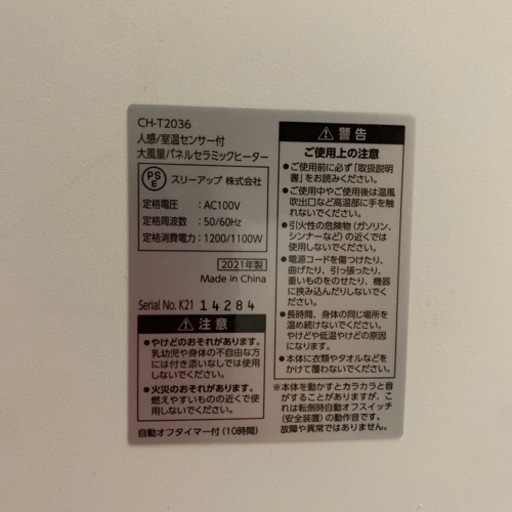 CH-T2036
人感/室温センサー付
大風量パネルセラミックヒーター
PS
E
スリーアップ 株式会社
定格電圧：AC100V
定格周波数：50/60Hz
定格消費電力：1200/1100W
2021年製
Made in China
Serial No. K21 14284
注意
●やけどのおそれがあります。
乳幼児や身体の不自由な方
には付き添いなしでは使用
しないでください。
●火災のおそれがあります。
燃えやすいものの近くで使
用しないでください。
自動オフタイマー付(10時間)
警告
ご使用上の注意
●ご使用前に必ず「取扱説明
書」をお読みください。
●ご使用中やご使用後は温風
吹出口など高温部に手を触
れないでください。
●引火性の危険物(ガソリン、
シンナーなど)の近くでは
使用しないでください。
●電源コードを傷つけたり、
曲げたり、引っ張ったり、
重いものをのせたり、機器
に挟み込んだりしないでく
ださい。
●長時間、身体の同じ場所を
温め続けないでください。
やけどや低温やけどの原因
になります。
●本体に衣類やタオルなどを
かけて覆わないでください。
※本体を動かすとカラカラと音
がすることがありますが、こ
れは転倒時自動オフスイッチ
(安全装置)の動作音です。
故障や異常ではありません。